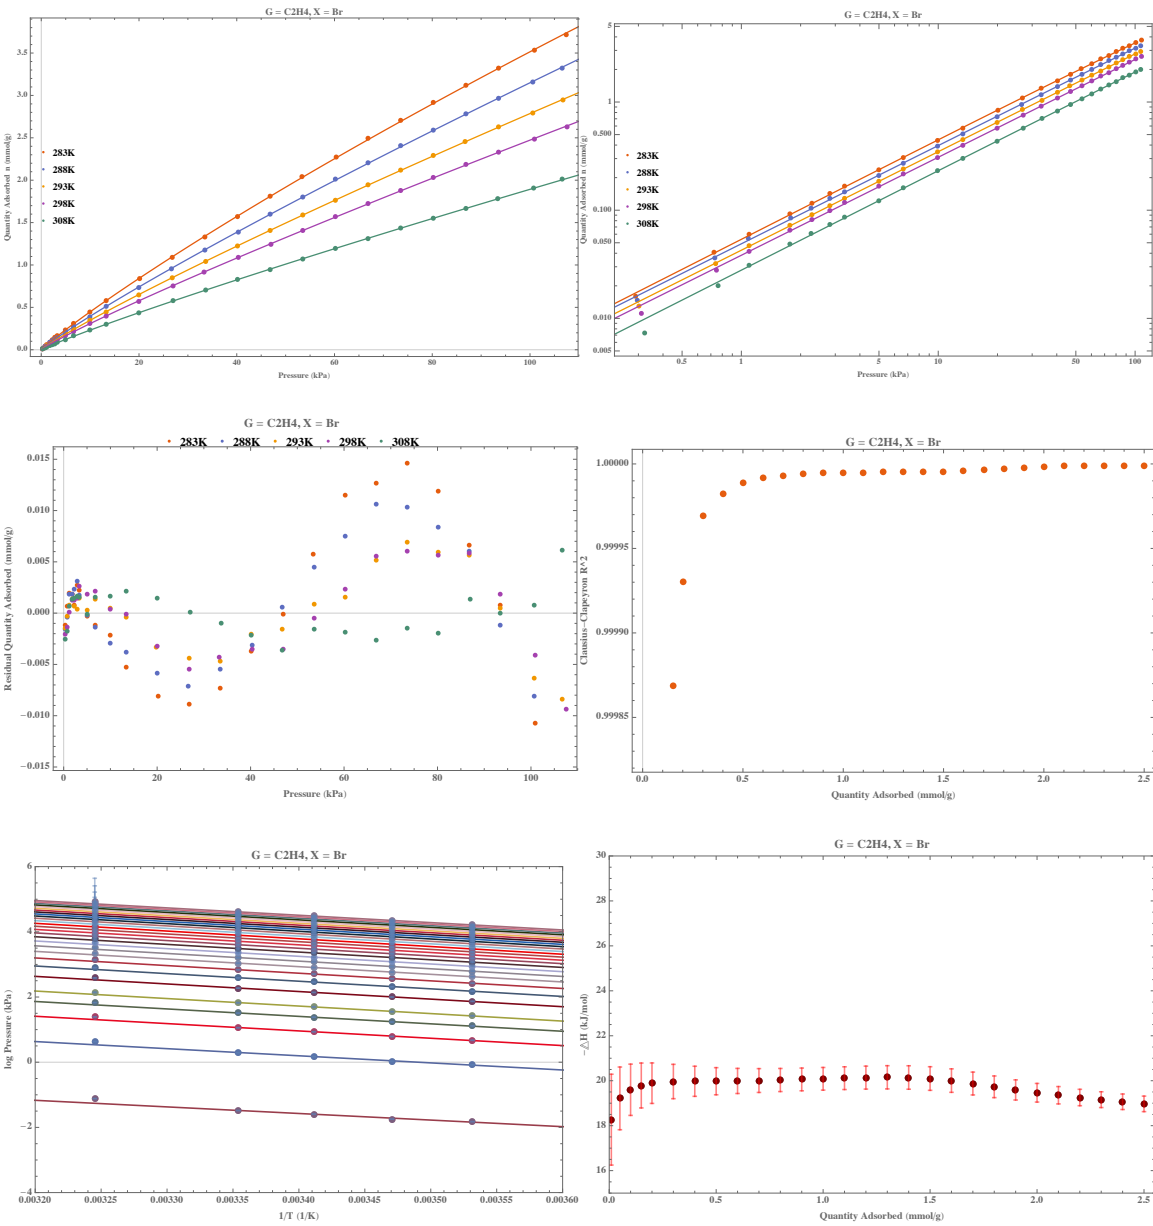 G = C2H4, X = Br
Quantity Adsorbed n (mmol/g)
3.5
3.0
2.5
2.0
1.5
1.0
0.5
0.0
283K
288K
293K
298K
308K
0
20
40
60
80
100
Pressure (kPa)
G = C2H4, X = Br
Quantity Adsorbed n (mmol/g)
5
1
0.500
0.100
0.050
0.010
0.005
283K
288K
293K
298K
308K
0.5
1
5
10
50
100
Pressure (kPa)
G = C2H4, X = Br
283K 288K 293K 298K 308K
Residual Quantity Adsorbed (mmol/g)
0.015
0.010
0.005
0.000
−0.005
−0.010
−0.015
0
20
40
60
80
100
Pressure (kPa)
G = C2H4, X = Br
Clausius−Clapeyron R^2
1,00000
0,99995
0,99990
0,99985
0.0
0.5
1.0
1.5
2.0
2.5
Quantity Adsorbed (mmol/g)
G = C2H4, X = Br
log Pressure (kPa)
6
4
2
0
−2
−4
0.00320
0.00325
0.00330
0.00335
0.00340
0.00345
0.00350
0.00355
0.00360
1/T (1/K)
G = C2H4, X = Br
−△H (kJ/mol)
30
28
26
24
22
20
18
16
0.0
0.5
1.0
1.5
2.0
2.5
Quantity Adsorbed (mmol/g)